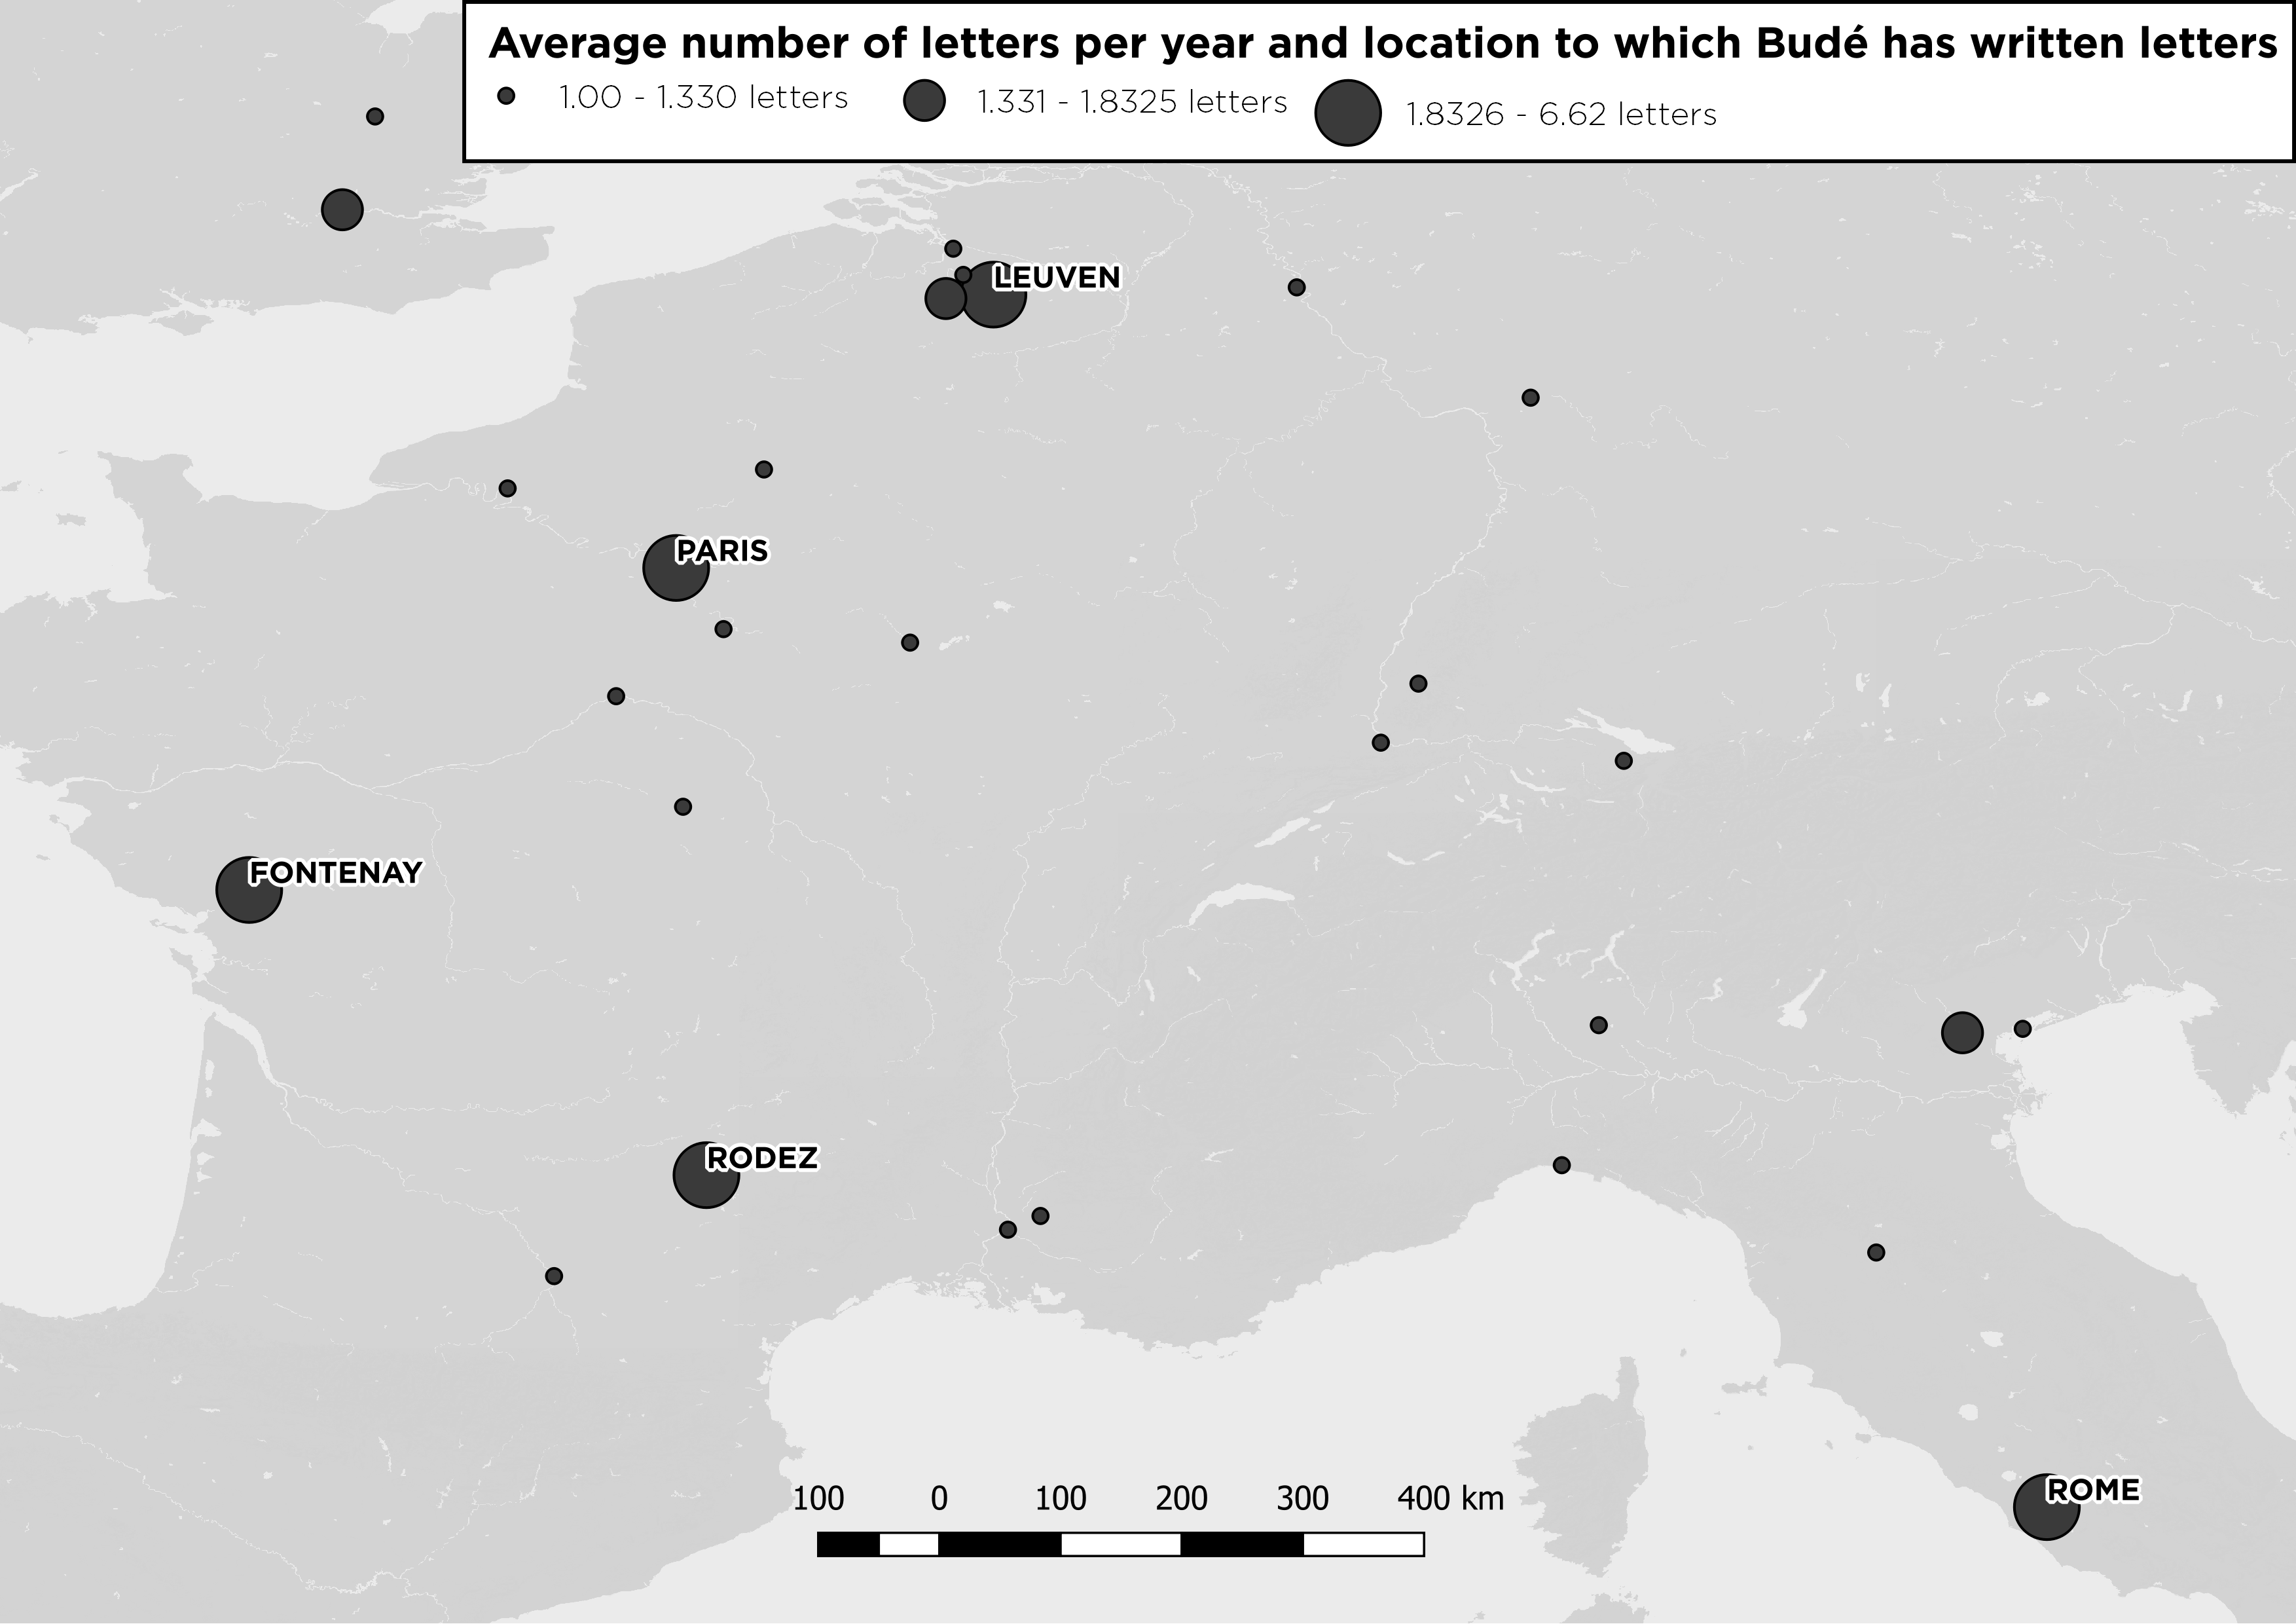 Average number of letters per year and location to which Budé has written letters
1.00 - 1.330 letters
1.331 - 1.8325 letters
1.8326 - 6.62 letters
LEUVEN
PARIS
FONTENAY
RODEZ
ROME
100 0 100 200 300 400 km